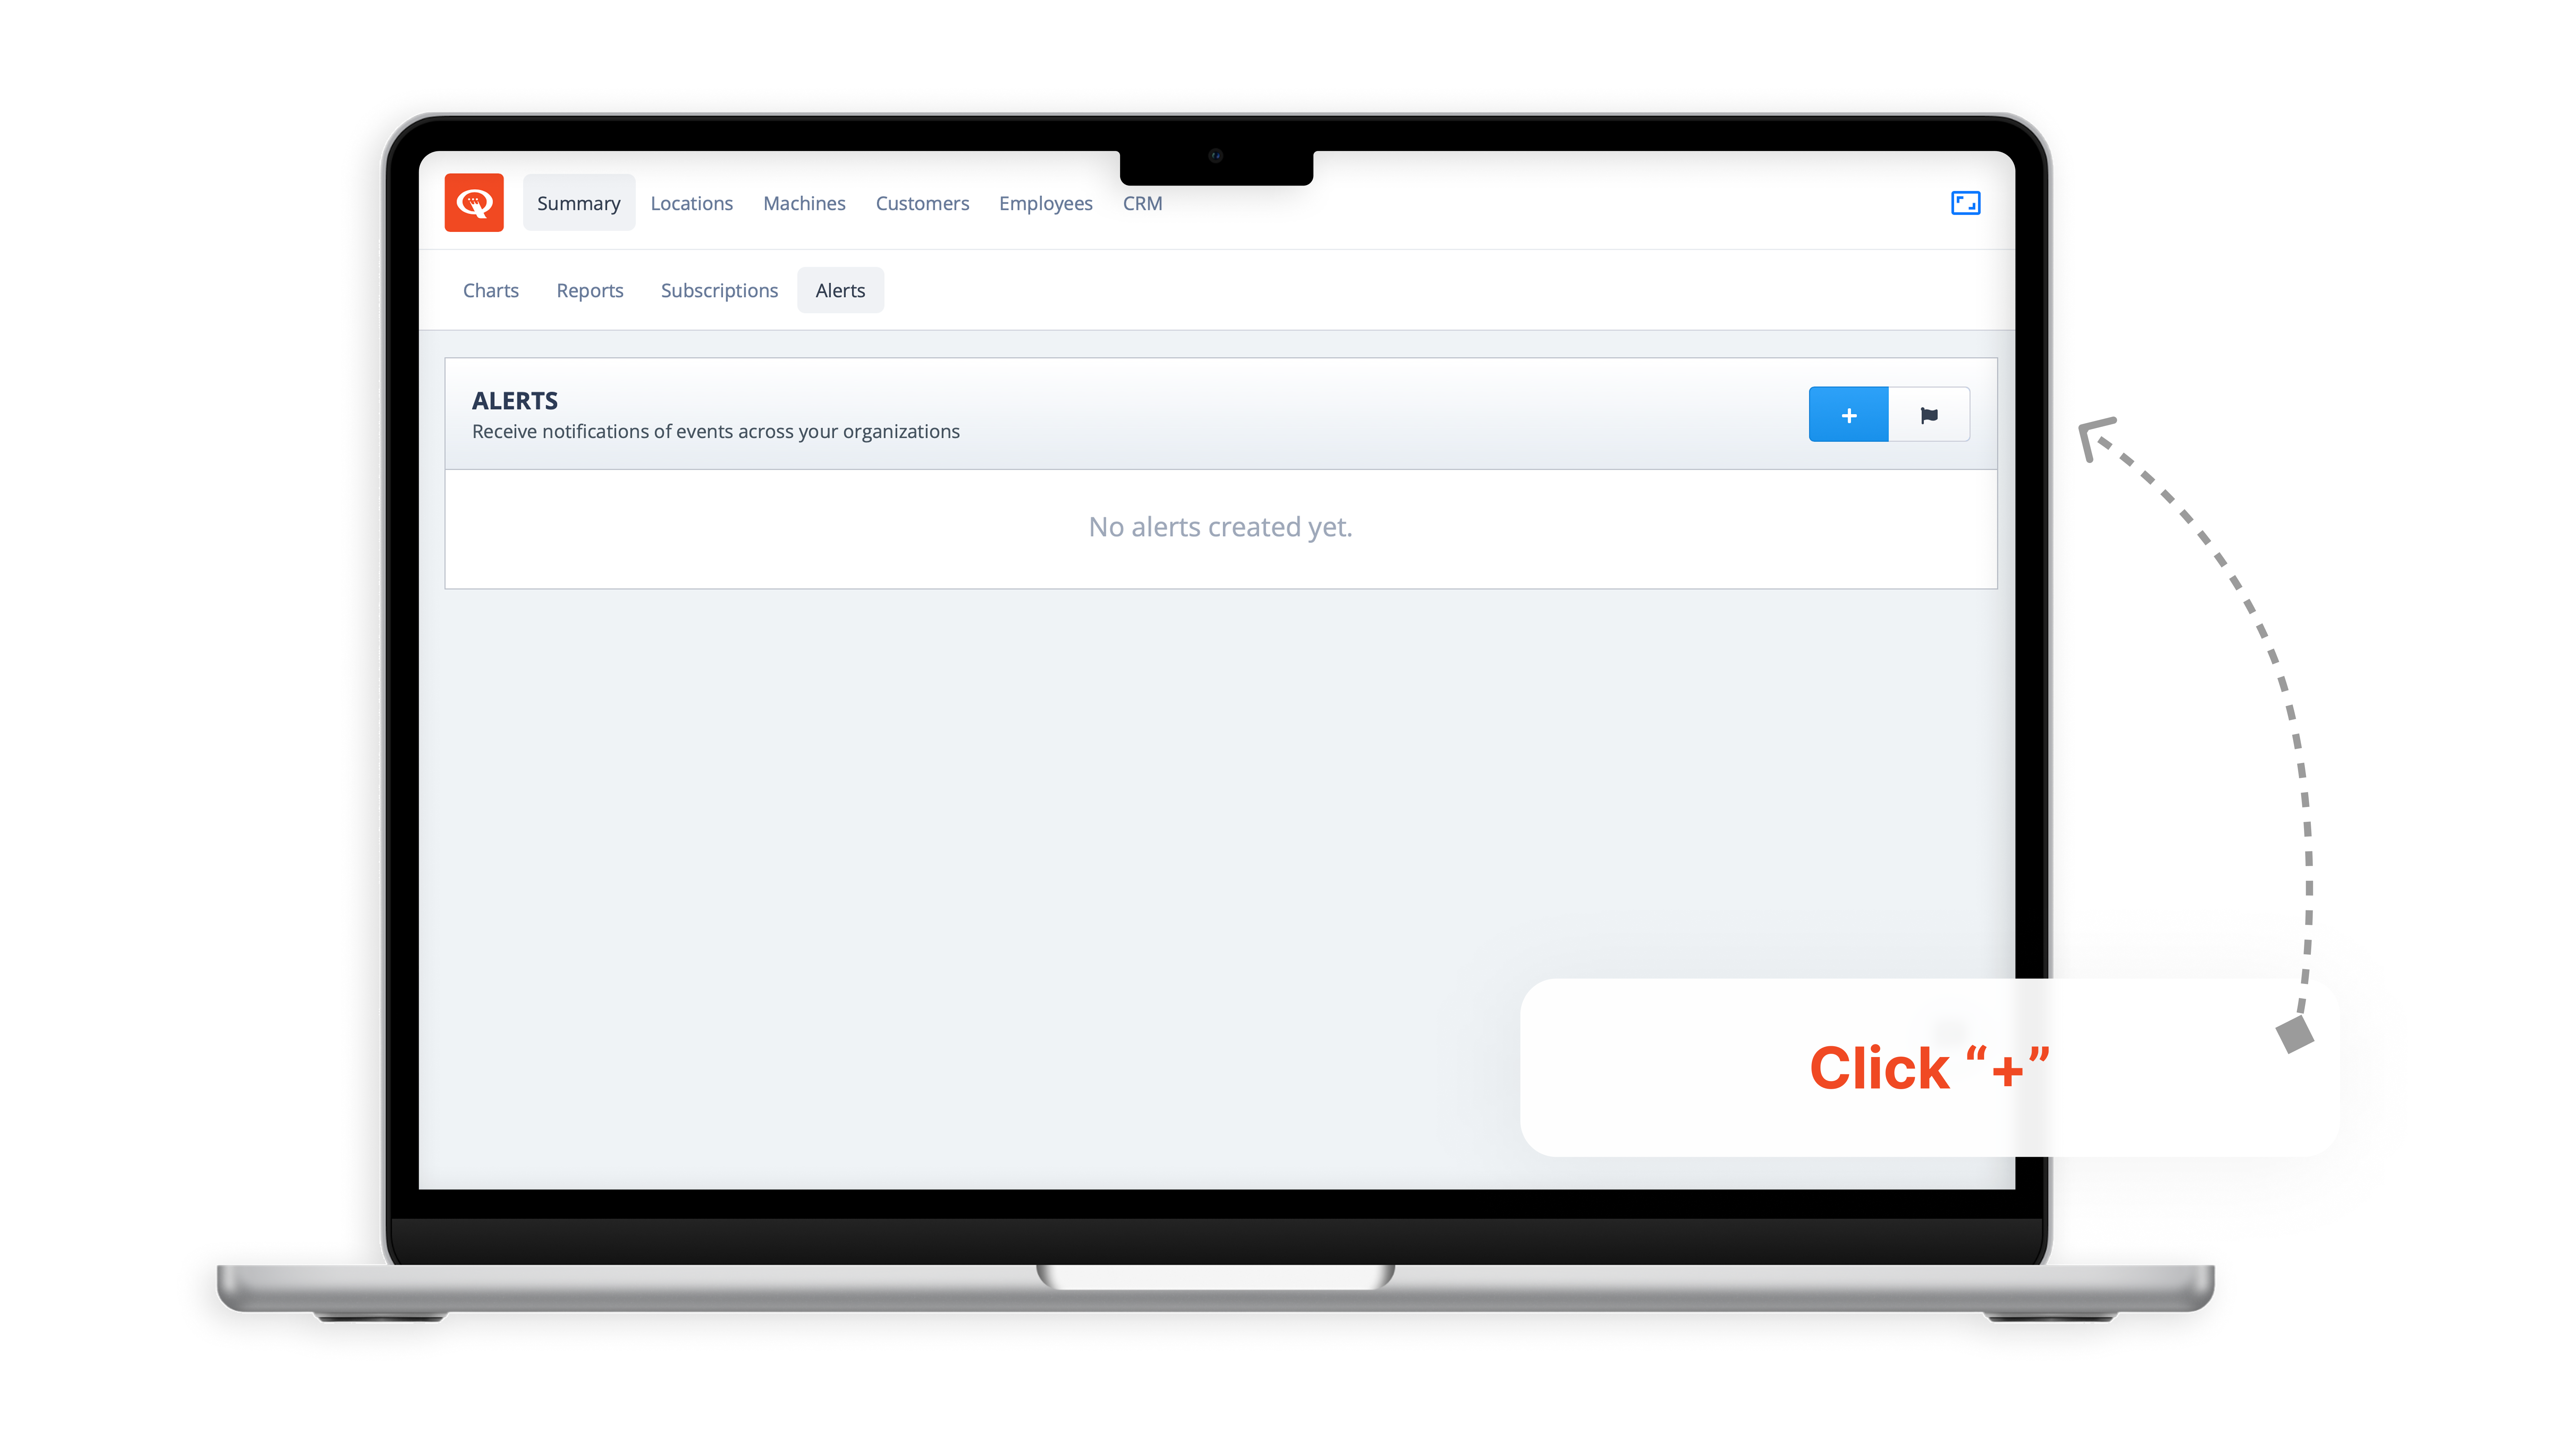 Summary Locations Machines Customers Employees CRM
Charts Reports Subscriptions Alerts
ALERTS
Receive notifications of events across your organizations
+
No alerts created yet.
Click “+”